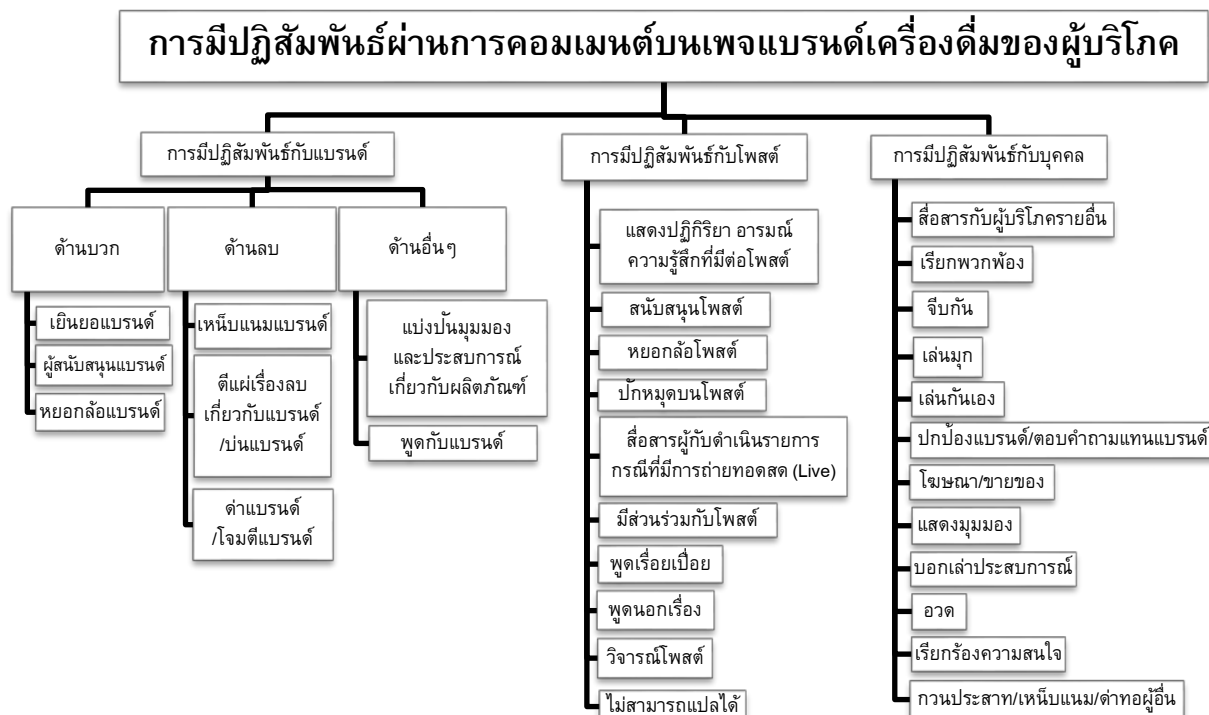 การมีปฏิสัมพันธ์ผ่านการคอมเมนต์บนเพจแบรนด์เครื่องดื่มของผู้บริโภค
การมีปฏิสัมพันธ์กับแบรนด์
ด้านบวก
เยินยอแบรนด์
ผู้สนับสนุนแบรนด์
หยอกล้อแบรนด์
ด้านลบ
เหน็บแนมแบรนด์
ตีแผ่เรื่องลบ
เกี่ยวกับแบรนด์
/บ่นแบรนด์
ด่าแบรนด์
/โจมตีแบรนด์
ด้านอื่นๆ
แบ่งปันมุมมอง
และประสบการณ์
เกี่ยวกับผลิตภัณฑ์
พูดกับแบรนด์
การมีปฏิสัมพันธ์กับโพสต์
แสดงปฏิกิริยา อารมณ์
ความรู้สึกที่มีต่อโพสต์
สนับสนุนโพสต์
หยอกล้อโพสต์
ปักหมุดบนโพสต์
สื่อสารผู้กับดำเนินรายการ
กรณีที่มีการถ่ายทอดสด (Live)
มีส่วนร่วมกับโพสต์
พูดเรื่อยเปื่อย
พูดนอกเรื่อง
วิจารณ์โพสต์
ไม่สามารถแปลได้
การมีปฏิสัมพันธ์กับบุคคล
สื่อสารกับผู้บริโภครายอื่น
เรียกพวกพ้อง
จีบกัน
เล่นมุก
เล่นกันเอง
ปกป้องแบรนด์/ตอบคำถามแทนแบรนด์
โฆษณา/ขายของ
แสดงมุมมอง
บอกเล่าประสบการณ์
อวด
เรียกร้องความสนใจ
กวนประสาท/เหน็บแนม/ด่าทอผู้อื่น